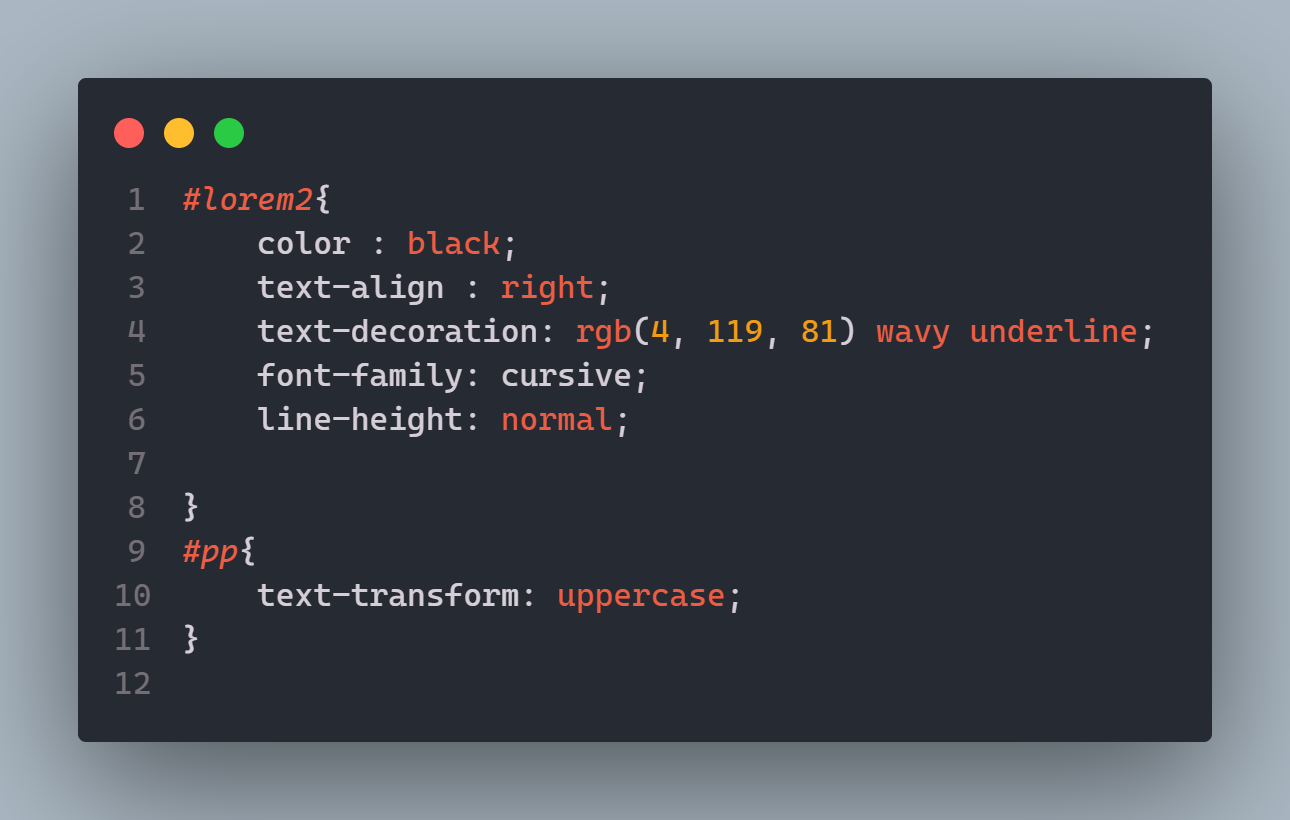 1 #lorem2{
2     color : black;
3     text-align : right;
4     text-decoration: rgb(4, 119, 81) wavy underline;
5     font-family: cursive;
6     line-height: normal;
7
8 }
9 #pp{
10     text-transform: uppercase;
11 }
12